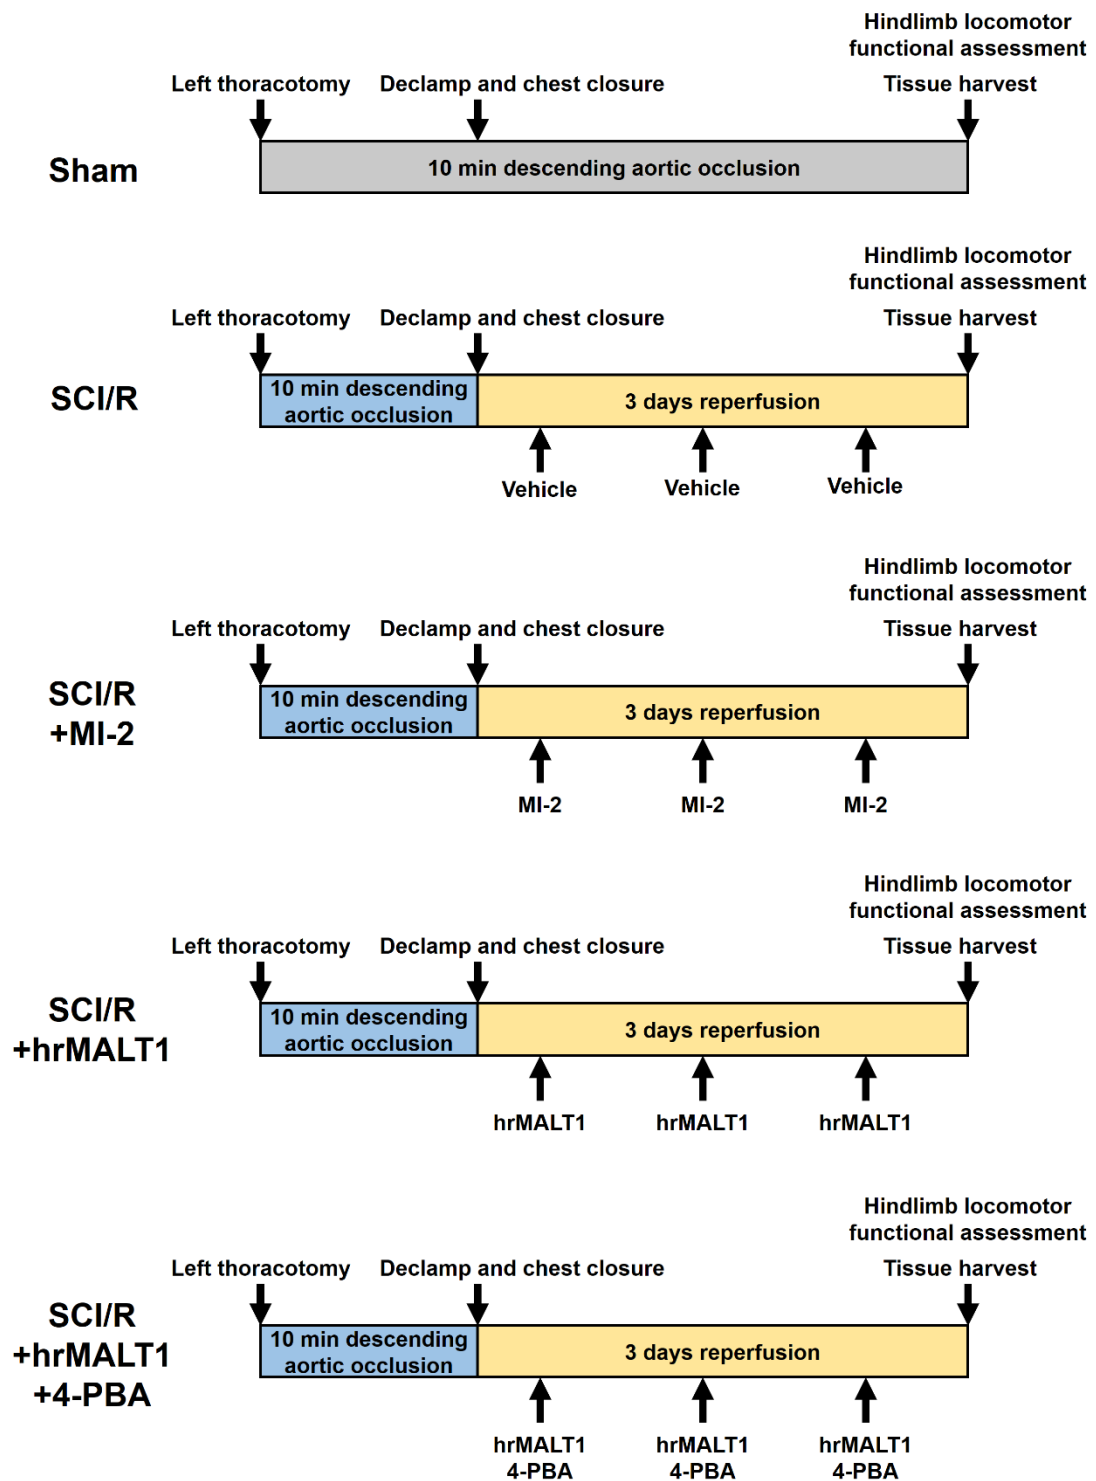 Hindlimb locomotor
functional assessment
Left thoracotomy
Declamp and chest closure
Tissue harvest
Sham
10 min descending aortic occlusion
Hindlimb locomotor
functional assessment
Left thoracotomy
Declamp and chest closure
Tissue harvest
SCI/R
10 min descending
aortic occlusion
3 days reperfusion
Vehicle
Vehicle
Vehicle
Hindlimb locomotor
functional assessment
Left thoracotomy
Declamp and chest closure
Tissue harvest
SCI/R
+MI-2
10 min descending
aortic occlusion
3 days reperfusion
MI-2
MI-2
MI-2
Hindlimb locomotor
functional assessment
Left thoracotomy
Declamp and chest closure
Tissue harvest
SCI/R
+hrMALT1
10 min descending
aortic occlusion
3 days reperfusion
hrMALT1
hrMALT1
hrMALT1
Hindlimb locomotor
functional assessment
Left thoracotomy
Declamp and chest closure
Tissue harvest
SCI/R
+hrMALT1
+4-PBA
10 min descending
aortic occlusion
3 days reperfusion
hrMALT1
4-PBA
hrMALT1
4-PBA
hrMALT1
4-PBA